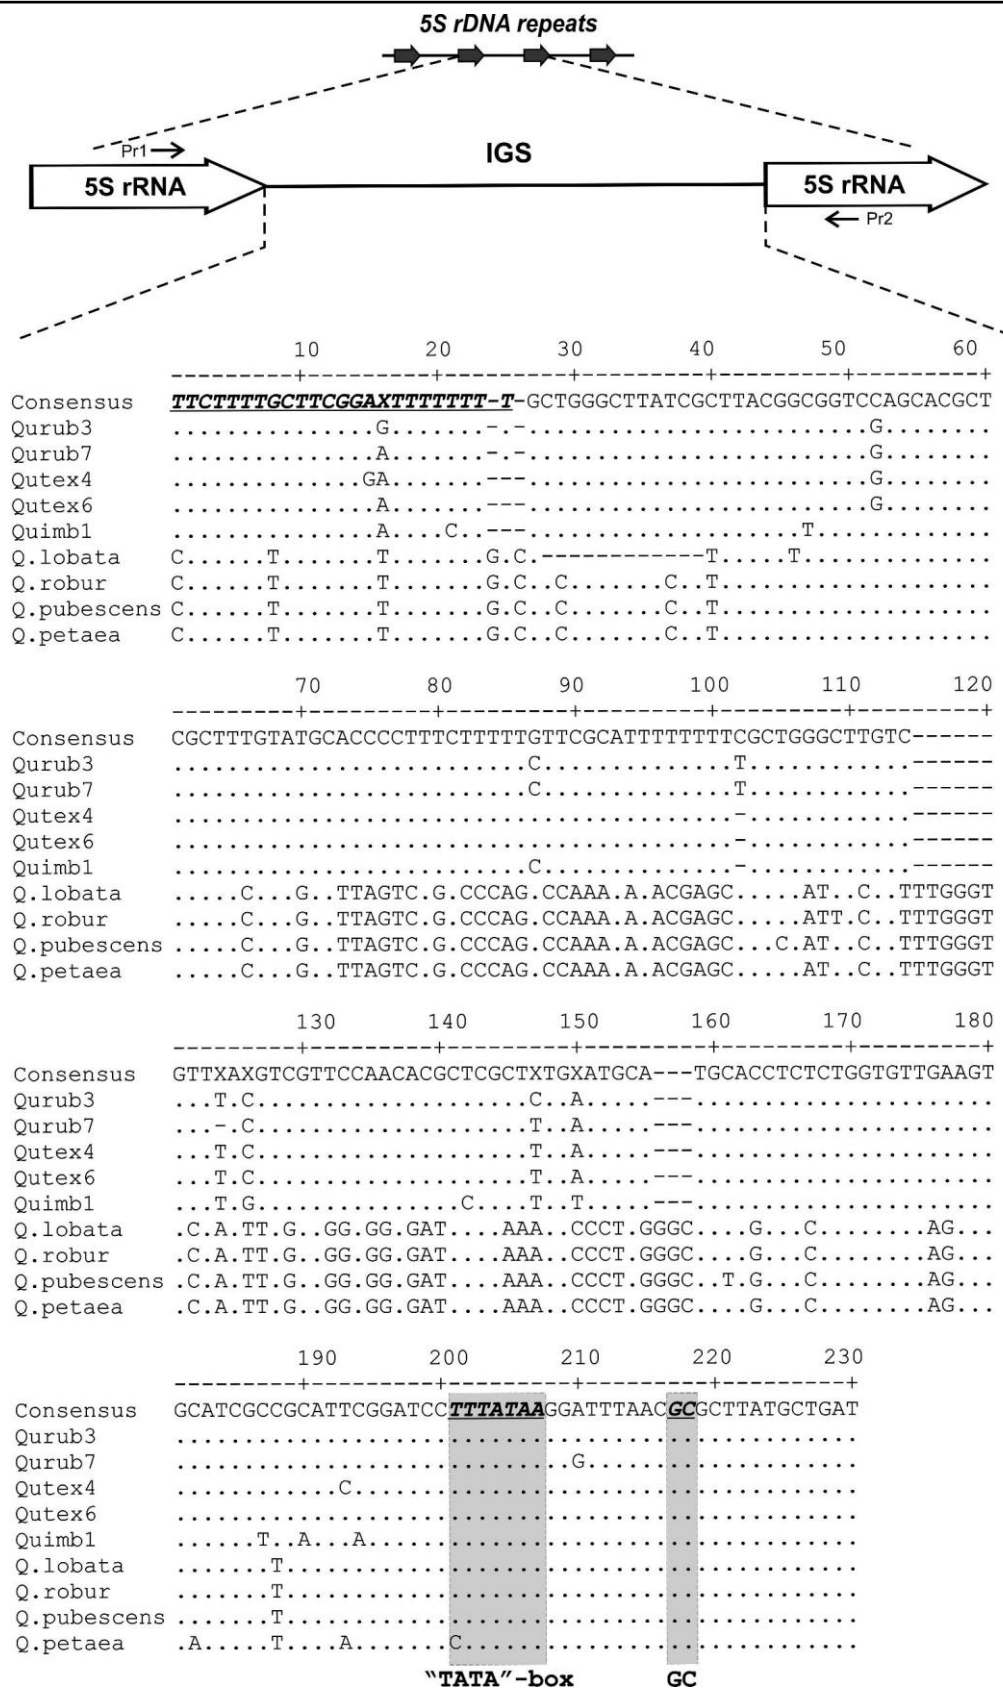 5S rDNA repeats
Pr1
IGS
5S rRNA
5S rRNA
Pr2
10 20 30 40 50 60
---------+---------+---------+---------+---------+---------+
Consensus TTCTTTTGCTTCGGAXTTTTTTT-T-GCTGGGCTTATCGCTTACGGCGGTCCAGCACGCT
Qurub3 ...............G.......-.-.........................G........
Qurub7 ...............A.......-.-.........................G........
Qutex4 ..............GA.......---.........................G........
Qutex6 ...............A.......---.........................G........
Quimb1 ...............A....C..---....................T.............
Q.lobata C......T.......T.......G.C.------------T.....T..............
Q.robur C......T.......T.......G.C..C.......C..T....................
Q.pubescens C......T.......T.......G.C..C.......C..T....................
Q.petaea C......T.......T.......G.C..C.......C..T....................
70 80 90 100 110 120
---------+---------+---------+---------+---------+---------+
Consensus CGCTTTGTATGCACCCCTTTCTTTTTGTTCGCATTTTTTTTCGCTGGGCTTGTC------
Qurub3 ..........................C..............T............------
Qurub7 ..........................C..............T............------
Qutex4 .........................................-............------
Qutex6 .........................................-............------
Quimb1 ..........................C..............-............------
Q.lobata .....C...G..TTAGTC.G.CCCAG.CCAAA.A.ACGAGC.....AT..C..TTTGGGT
Q.robur .....C...G..TTAGTC.G.CCCAG.CCAAA.A.ACGAGC.....ATT.C..TTTGGGT
Q.pubescens .....C...G..TTAGTC.G.CCCAG.CCAAA.A.ACGAGC...C.AT..C..TTTGGGT
Q.petaea .....C...G..TTAGTC.G.CCCAG.CCAAA.A.ACGAGC.....AT..C..TTTGGGT
130 140 150 160 170 180
---------+---------+---------+---------+---------+---------+
Consensus GTTXAXGTCGTTCCAACACGCTCGCTXTGXATGCA---TGCACCTCTCTGGTGTTGAAGT
Qurub3 ...T.C....................C..A.....---......................
Qurub7 ...-.C....................T..A.....---......................
Qutex4 ...T.C....................T..A.....---......................
Qutex6 ...T.C....................T..A.....---......................
Quimb1 ...T.G...............C....T..T.....---......................
Q.lobata .C.A.TT.G..GG.GG.GAT....AAA..CCCT.GGGC....G...C........AG...
Q.robur .C.A.TT.G..GG.GG.GAT....AAA..CCCT.GGGC....G...C........AG...
Q.pubescens .C.A.TT.G..GG.GG.GAT....AAA..CCCT.GGGC..T.G...C........AG...
Q.petaea .C.A.TT.G..GG.GG.GAT....AAA..CCCT.GGGC....G...C........AG...
190 200 210 220 230
---------+---------+---------+---------+---------+
Consensus GCATCGCCGCATTCGGATCCTTTATAAGGATTTAACGCGCTTATGCTGAT
Qurub3 ..................................................
Qurub7 .............................G....................
Qutex4 ............C.....................................
Qutex6 ..................................................
Quimb1 ......T..A...A....................................
Q.lobata .......T..........................................
Q.robur .......T..........................................
Q.pubescens .......T..........................................
Q.petaea .A.....T....A.......C.............................
"TATA"-box GC